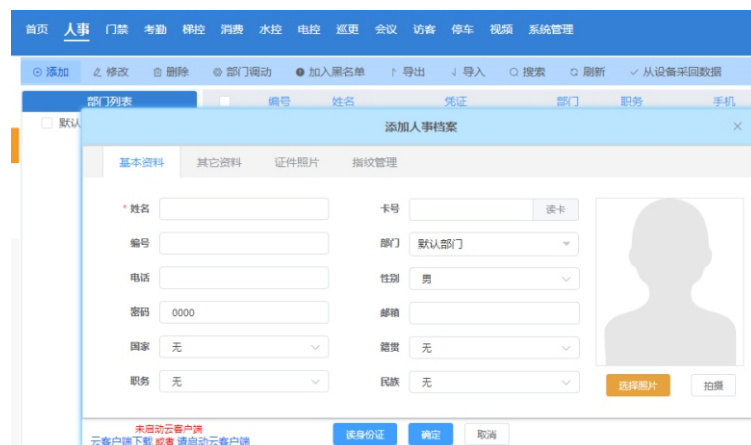 首页 人事 门禁 考勤 梯控 消费 水控 电控 巡更 会议 访客 停车 视频 系统管理
添加 修改 删除 部门调动 加入黑名单 导出 导入 搜索 刷新 从设备采回数据
部门列表 编号 姓名 凭证 部门 职务 手机
默认
添加人事档案
基本资料 其它资料 证件照片 指纹管理
* 姓名 卡号 读卡
编号 部门 默认部门
电话 性别 男
密码 0000 邮箱
国家 无 籍贯 无
职务 无 民族 无
选择照片 拍摄
未启动云客户端
云客户端下载 或者 请启动云客户端
读身份证 确定 取消